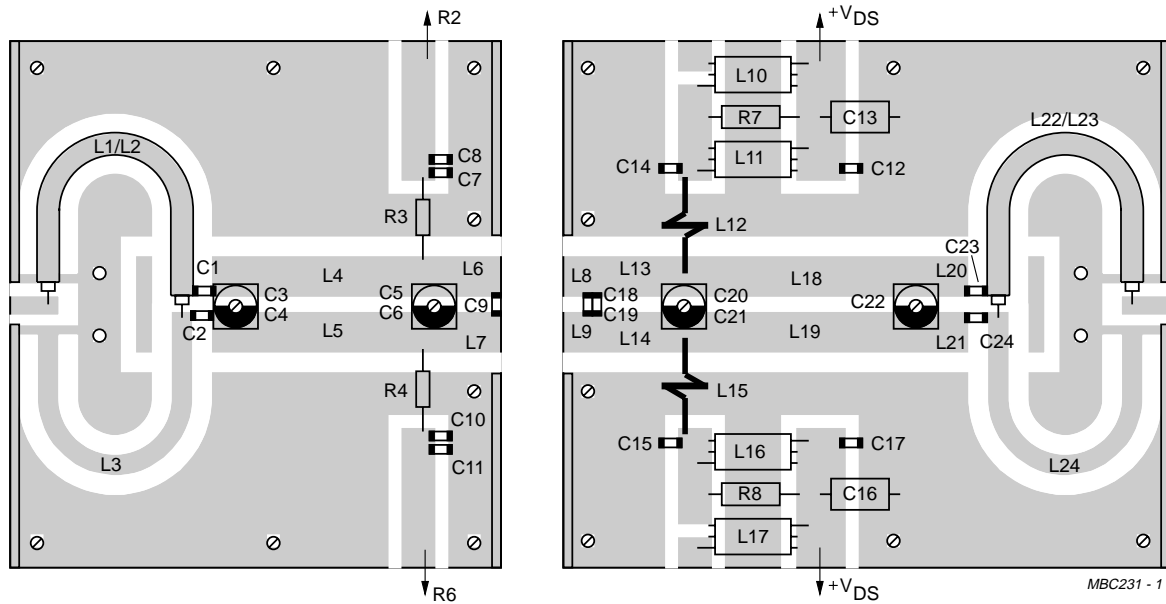 R2
+VDS
L10
R7
C13
L11
L22/L23
L1/L2
C8
C7
C14
C12
R3
L12
C23
C1
L4
L6
L8
L13
L18
L20
C3
C4
C5
C6
C9
C18
C19
C20
C21
C22
C2
L5
L7
L9
L14
L19
L21
C24
R4
L15
C10
C11
C15
L16
C17
L3
R8
C16
L24
L17
R6
+VDS
MBC231 - 1